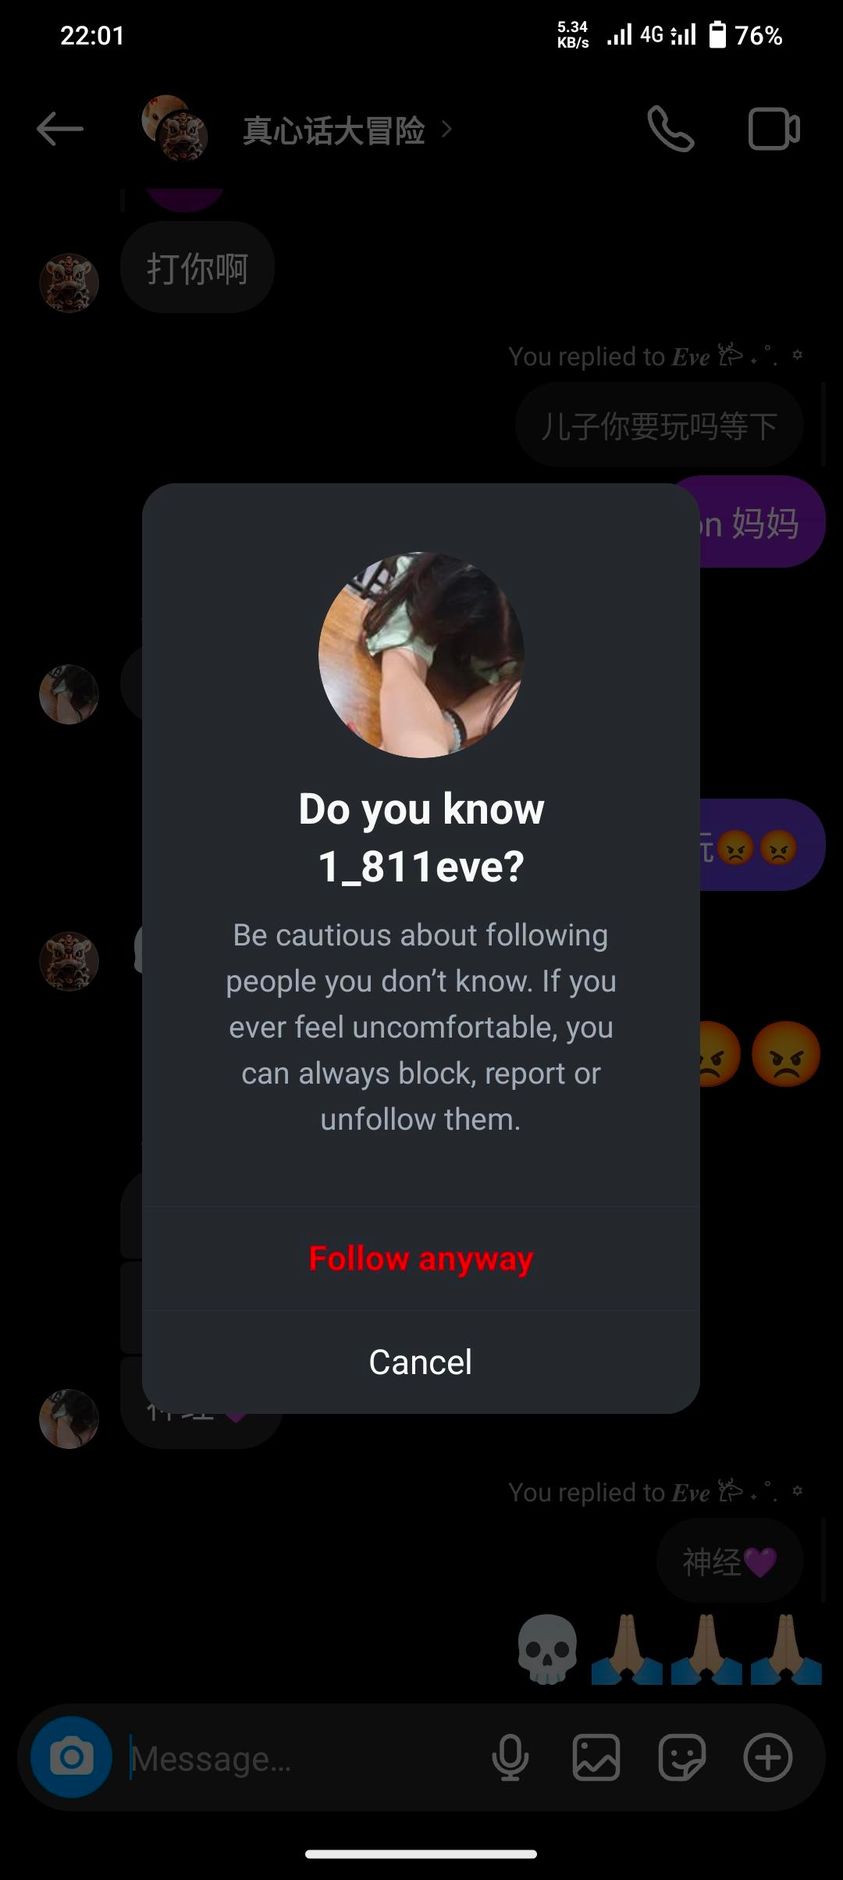 22:01
5.34
KB/s
4G
76%
真心话大冒险
打你啊
You replied to Eve
儿子你要玩吗等下
on 妈妈
玩😡😡
Do you know
1_811eve?
😡😡
Be cautious about following
people you don’t know. If you
ever feel uncomfortable, you
can always block, report or
unfollow them.
Follow anyway
Cancel
神经💜
You replied to Eve
神经💜
💀🙏🏼🙏🏼🙏🏼
Message...